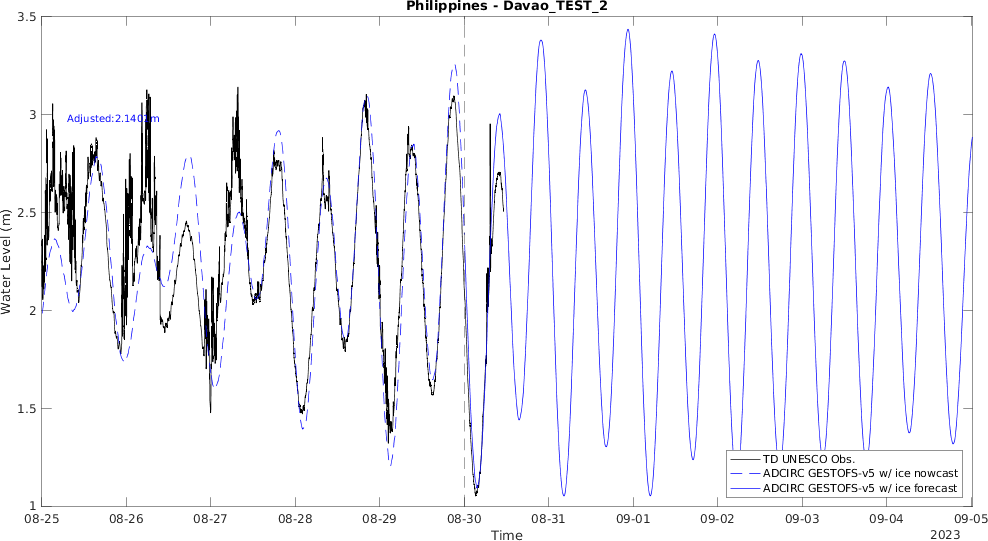 Philippines - Davao_TEST_2
3.5
3
2.5
2
1.5
1
Water Level (m)
Adjusted:2.1407m
TD UNESCO Obs.
ADCIRC GESTOFS-v5 w/ ice nowcast
ADCIRC GESTOFS-v5 w/ ice forecast
08-25 08-26 08-27 08-28 08-29 08-30 08-31 09-01 09-02 09-03 09-04 09-05
Time
2023